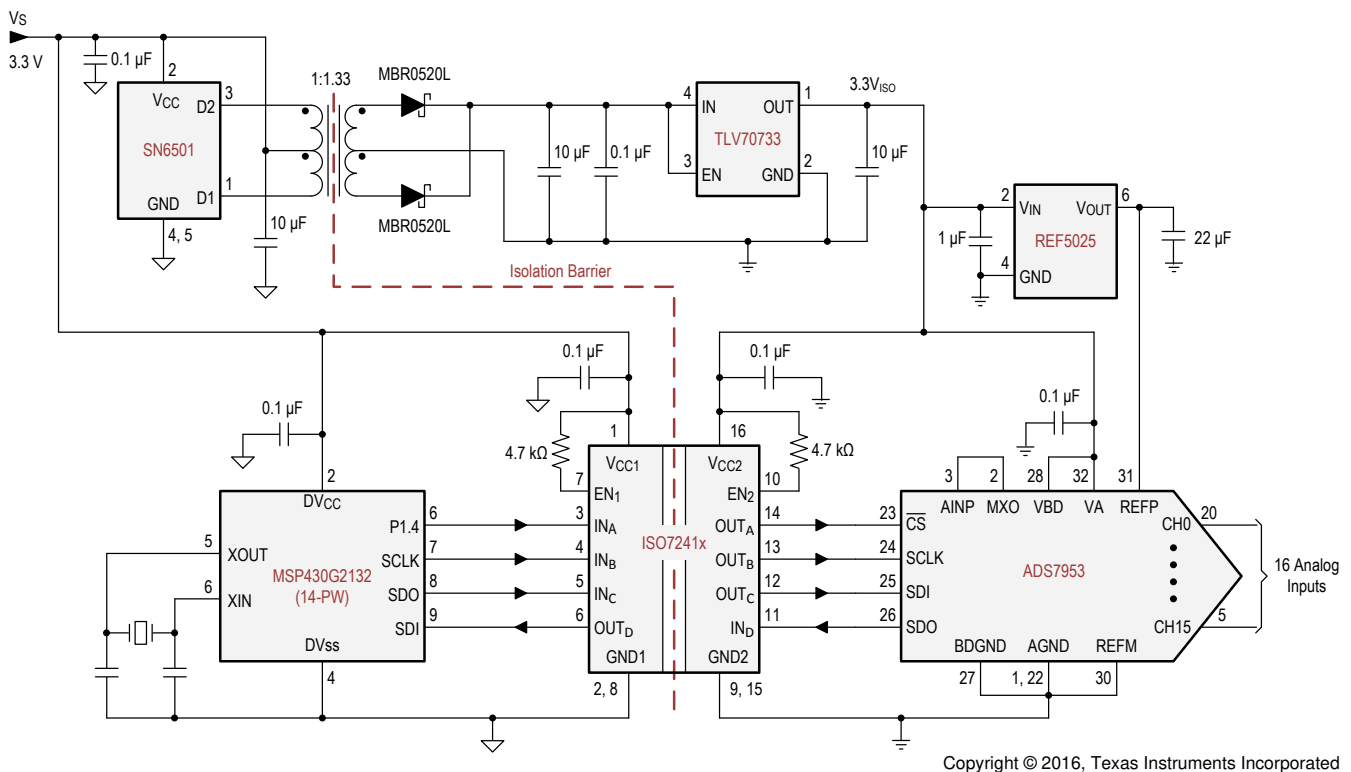 VS
3.3 V
0.1 µF
2
VCC
D2
3
SN6501
D1
1
GND
4, 5
10 µF
1:1.33
MBR0520L
MBR0520L
10 µF
0.1 µF
4
IN
OUT
1
TLV70733
3
EN
GND
2
3.3VISO
10 µF
2
VIN
VOUT
6
REF5025
1 µF
4
GND
22 µF
Isolation Barrier
0.1 µF
2
DVCC
5
XOUT
6
XIN
MSP430G2132
(14-PW)
P1.4
6
SCLK
7
SDO
8
SDI
9
DVSS
4
0.1 µF
4.7 kΩ
1
VCC1
7
EN1
3
INA
4
INB
5
INC
6
OUTD
GND1
2, 8
ISO7241x
0.1 µF
4.7 kΩ
16
VCC2
EN2
10
OUTA
14
OUTB
13
OUTC
12
IND
11
GND2
9, 15
0.1 µF
3
2
28
32
31
AINP
MXO
VBD
VA
REFP
23
CS
24
SCLK
25
SDI
26
SDO
ADS7953
CH0
20
CH15
5
16 Analog
Inputs
BDGND
AGND
REFM
27
1, 22
30
Copyright © 2016, Texas Instruments Incorporated